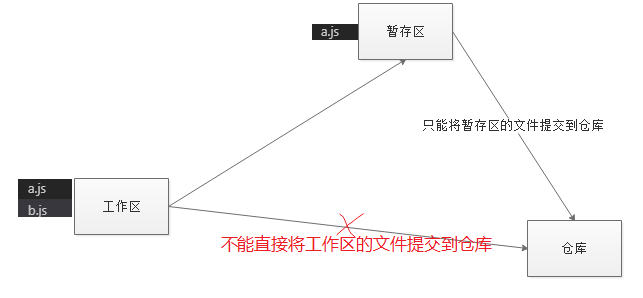 a.js
暂存区
只能将暂存区的文件提交到仓库
a.js
b.js
工作区
不能直接将工作区的文件提交到仓库
仓库